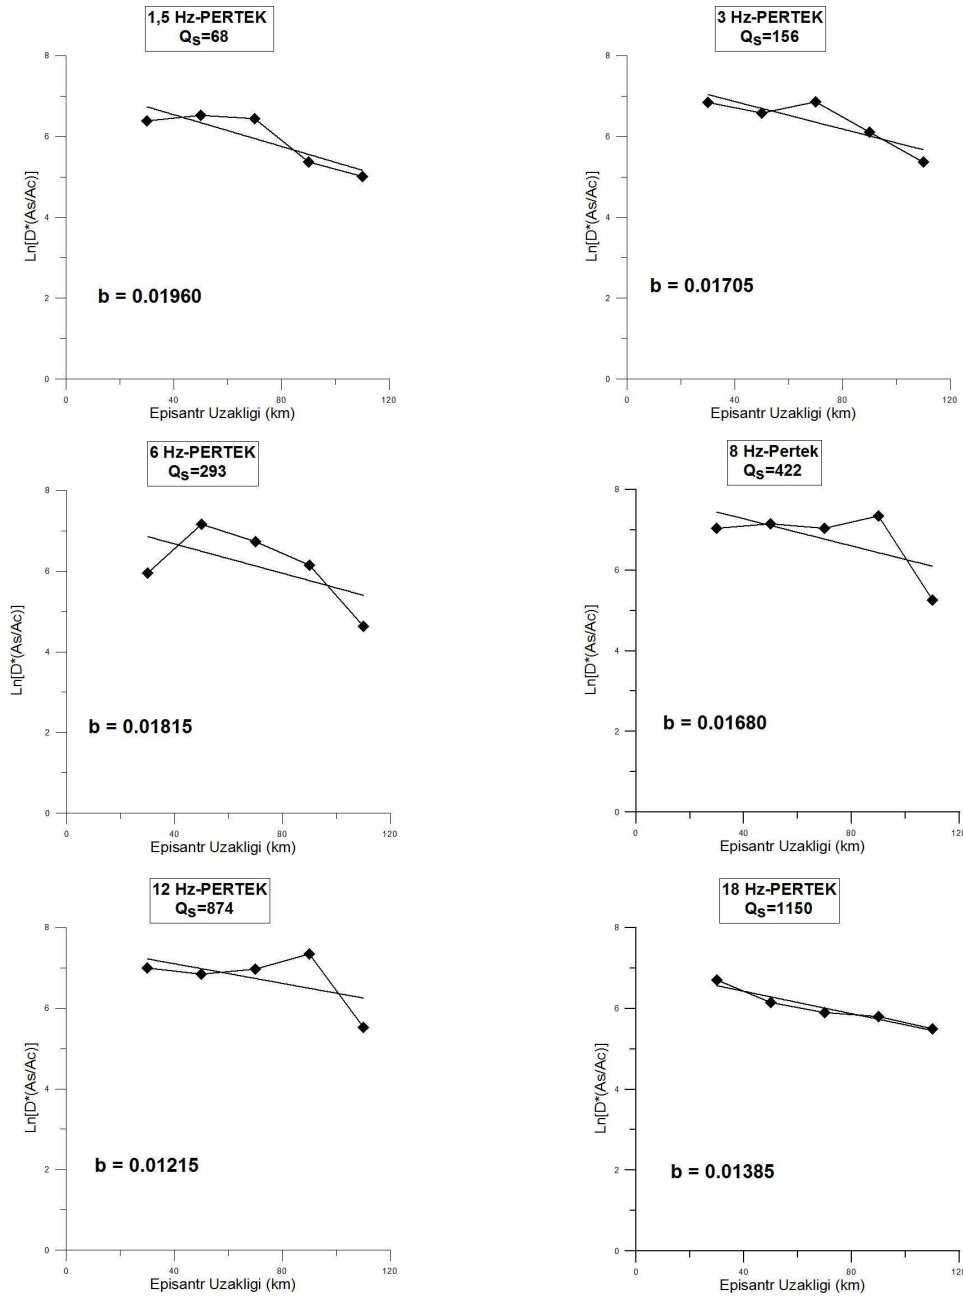 1,5 Hz-PERTEK
Qs=68
8
6
4
2
0
Ln[D*(As/Ac)]
b = 0.01960
0 40 80 120
Episantr Uzakligi (km)
3 Hz-PERTEK
Qs=156
8
6
4
2
0
Ln[D*(As/Ac)]
b = 0.01705
0 40 80 120
Episantr Uzakligi (km)
6 Hz-PERTEK
Qs=293
8
6
4
2
0
Ln[D*(As/Ac)]
b = 0.01815
0 40 80 120
Episantr Uzakligi (km)
8 Hz-Pertek
Qs=422
8
6
4
2
0
Ln[D*(As/Ac)]
b = 0.01680
0 40 80 120
Episantr Uzakligi (km)
12 Hz-PERTEK
Qs=874
8
6
4
2
0
Ln[D*(As/Ac)]
b = 0.01215
0 40 80 120
Episantr Uzakligi (km)
18 Hz-PERTEK
Qs=1150
8
6
4
2
0
Ln[D*(As/Ac)]
b = 0.01385
0 40 80 120
Episantr Uzakligi (km)